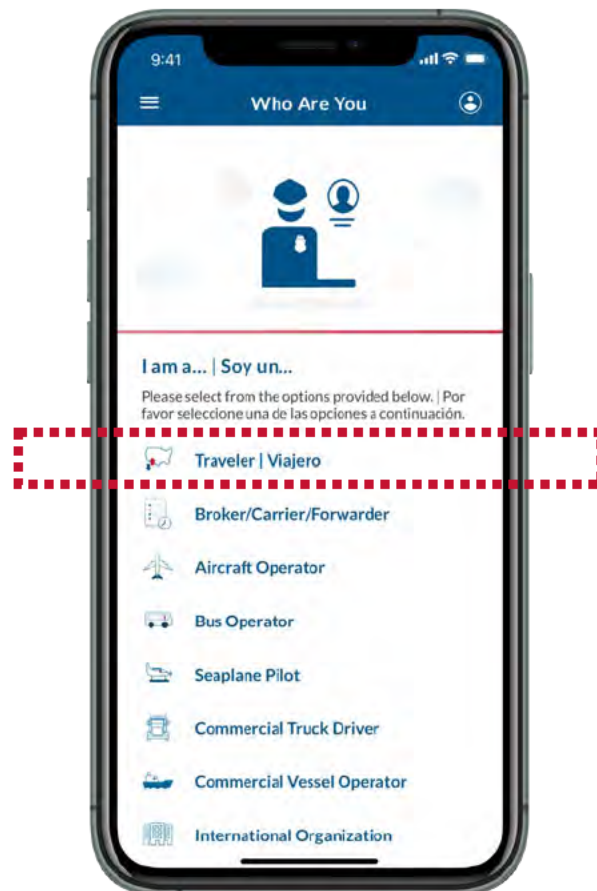 9:41
Who Are You
I am a... | Soy un...
Please select from the options provided below. | Por
favor seleccione una de las opciones a continuación.
Traveler | Viajero
Broker/Carrier/Forwarder
Aircraft Operator
Bus Operator
Seaplane Pilot
Commercial Truck Driver
Commercial Vessel Operator
International Organization